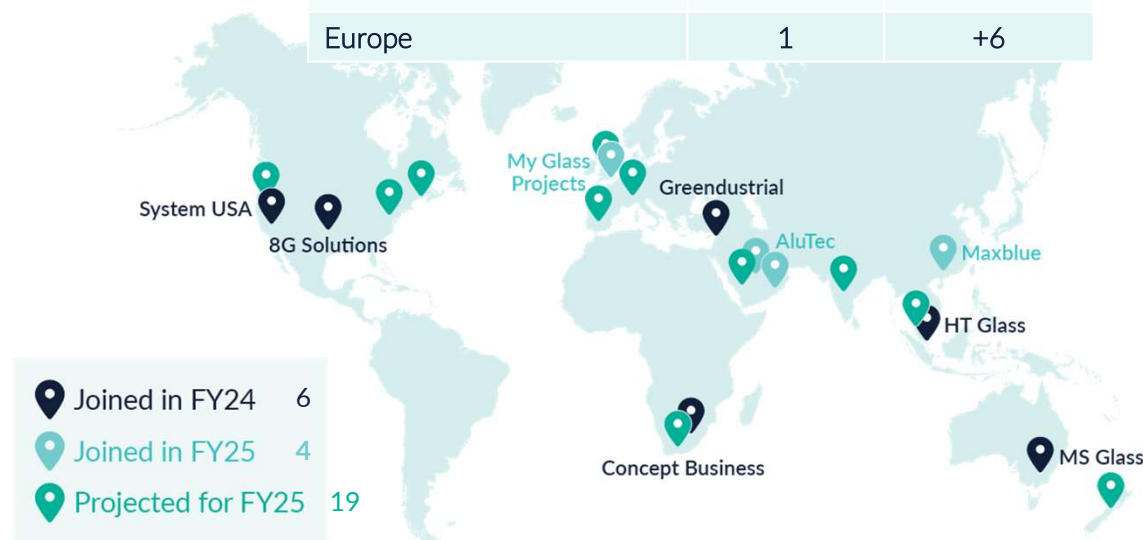 Europe 1 +6
My Glass
Projects
Greendustrial
System USA
8G Solutions
AluTec
Maxblue
HT Glass
Joined in FY24 6
Joined in FY25 4
Projected for FY25 19
Concept Business
MS Glass